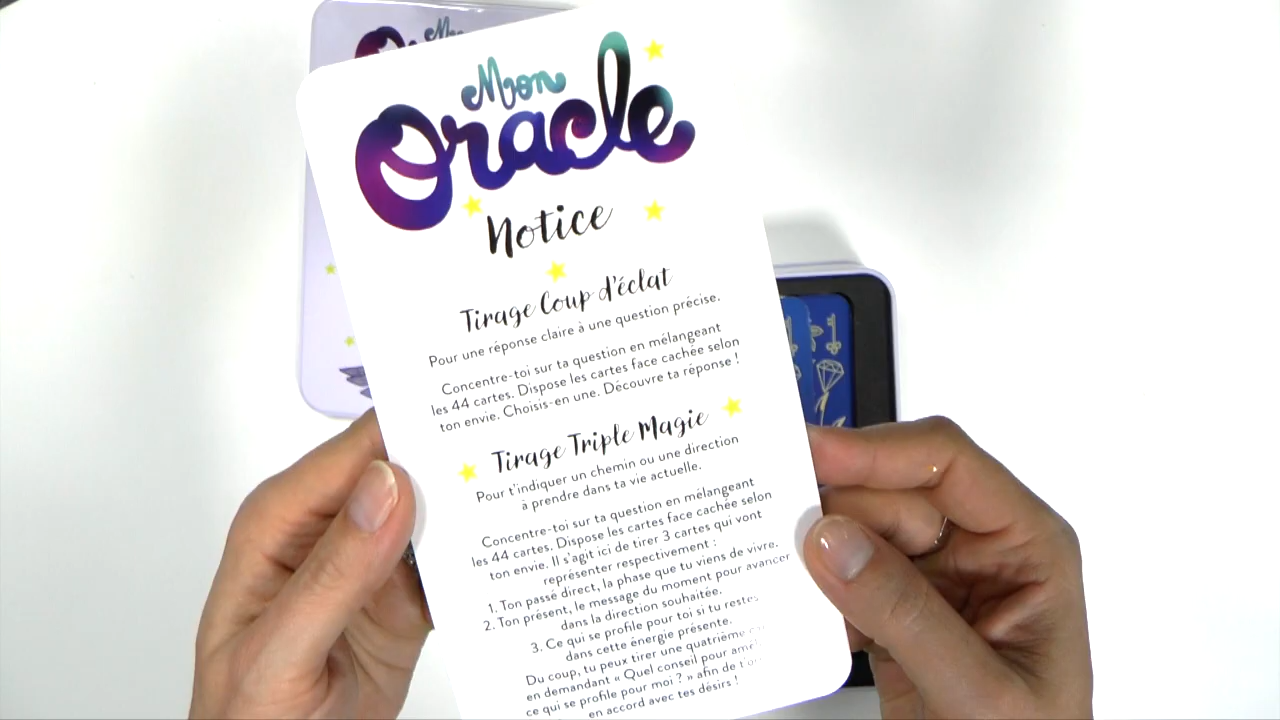 Mon
Oracle
Notice
Tirage Coup d'éclat
Pour une réponse claire à une question précise.
Concentre-toi sur ta question en mélangeant
les 44 cartes. Dispose les cartes face cachée selon
ton envie. Choisis-en une. Découvre ta réponse !
Tirage Triple Magie
Pour t'indiquer un chemin ou une direction
à prendre dans ta vie actuelle.
Concentre-toi sur ta question en mélangeant
les 44 cartes. Dispose les cartes face cachée selon
ton envie. Il s'agit ici de tirer 3 cartes qui vont
représenter respectivement :
1. Ton passé direct, la phase que tu viens de vivre.
2. Ton présent, le message du moment pour avancer
dans la direction souhaitée.
3. Ce qui se profile pour toi si tu restes
dans cette énergie présente.
Du coup, tu peux tirer une quatrième
en demandant « Quel conseil pour
ce qui se profile pour moi ? » afin de
en accord avec tes désirs !